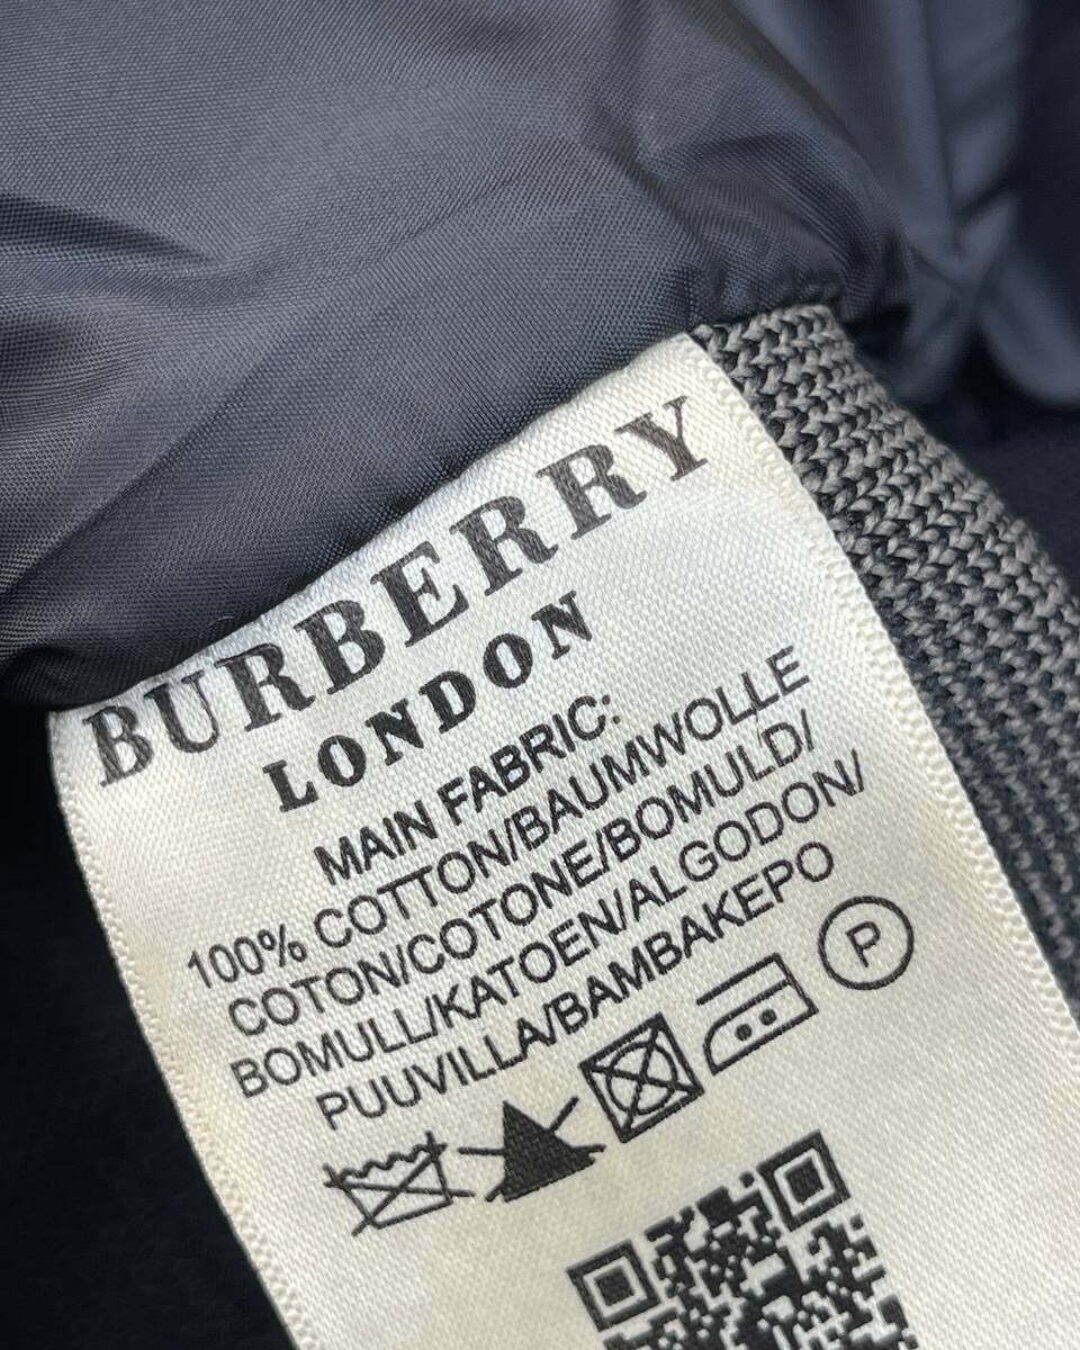 BURBERRY
LONDON
MAIN FABRIC:
100% COTTON/BAUMWOLLE
COTON/COTONE/BOMULD/
BOMULL/KATOEN/ALGODON/
PUUVILLA/BAMBAKEPO
P